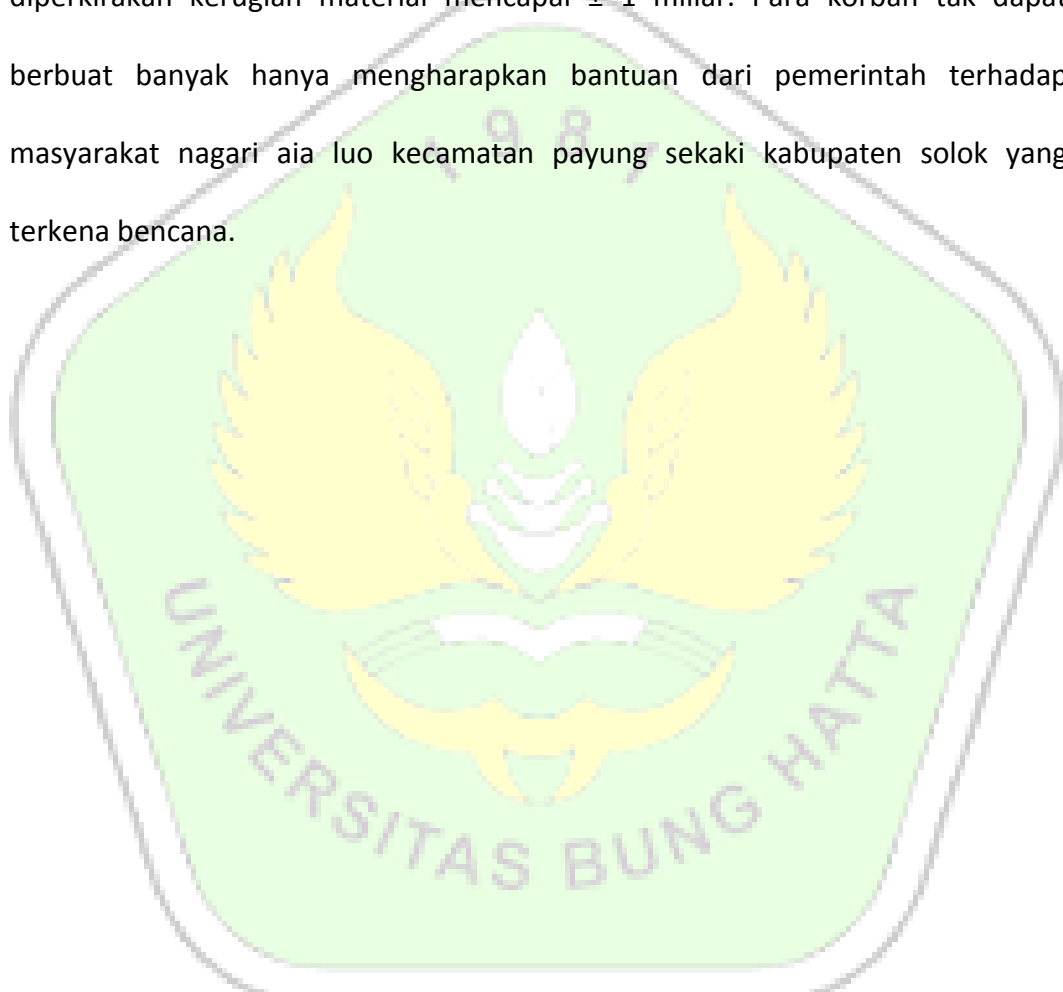 diperkirakan kerugian material mencapai ± 1 miliar. Para korban tak dapat
berbuat banyak hanya mengharapkan bantuan dari pemerintah terhadap
masyarakat nagari aia luo kecamatan payung sekaki kabupaten solok yang
terkena bencana.
1981
UNIVERSITAS BUNG HATTA